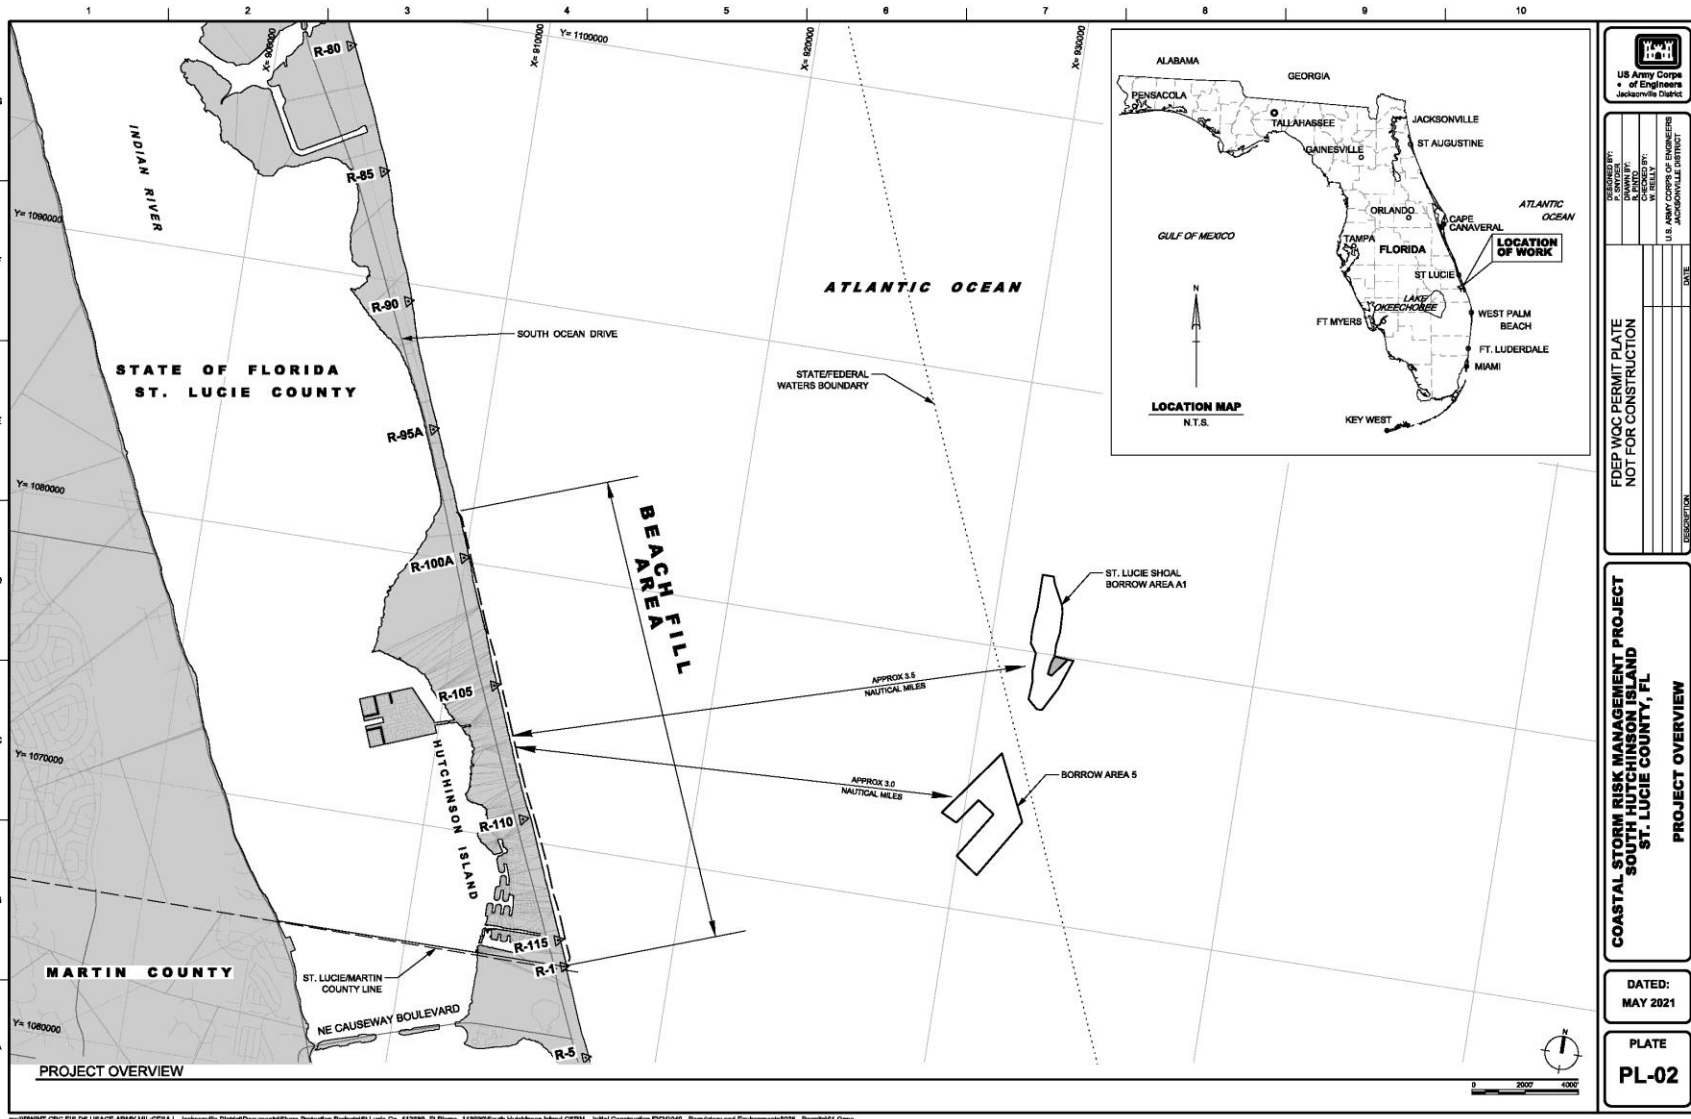 1 2 3 4 5 6 7 8 9 10
R-80
X= 910000
Y= 1100000
X= 920000
X= 930000
INDIAN RIVER
R-85
Y= 1090000
R-90
SOUTH OCEAN DRIVE
ATLANTIC OCEAN
STATE OF FLORIDA
ST. LUCIE COUNTY
STATE/FEDERAL
WATERS BOUNDARY
R-95A
Y= 1080000
BEACH FILL
AREA
R-100A
ST. LUCIE SHOAL
BORROW AREA A1
R-105
APPROX 3.5
NAUTICAL MILES
HUTCHINSON ISLAND
Y= 1070000
APPROX 3.0
NAUTICAL MILES
BORROW AREA 5
R-110
R-115
R-1
MARTIN COUNTY
ST. LUCIE/MARTIN
COUNTY LINE
NE CAUSEWAY BOULEVARD
Y= 1060000
R-5
PROJECT OVERVIEW
N
0 2000' 4000'
ALABAMA
GEORGIA
PENSACOLA
TALLAHASSEE
JACKSONVILLE
ST AUGUSTINE
GAINESVILLE
ORLANDO
CAPE
CANAVERAL
ATLANTIC
OCEAN
GULF OF MEXICO
TAMPA
FLORIDA
LOCATION
OF WORK
ST LUCIE
LAKE
OKEECHOBEE
FT MYERS
WEST PALM
BEACH
FT. LUDERDALE
MIAMI
KEY WEST
N
LOCATION MAP
N.T.S.
US Army Corps
of Engineers
Jacksonville District
DESIGNED BY:
P. SNYDER
DRAWN BY:
R. PINTO
CHECKED BY:
W. REILLY
U.S. ARMY CORPS OF ENGINEERS
JACKSONVILLE DISTRICT
FDEP WQC PERMIT PLATE
NOT FOR CONSTRUCTION
DATE
DESCRIPTION
COASTAL STORM RISK MANAGEMENT PROJECT
SOUTH HUTCHINSON ISLAND
ST. LUCIE COUNTY, FL
PROJECT OVERVIEW
DATED:
MAY 2021
PLATE
PL-02